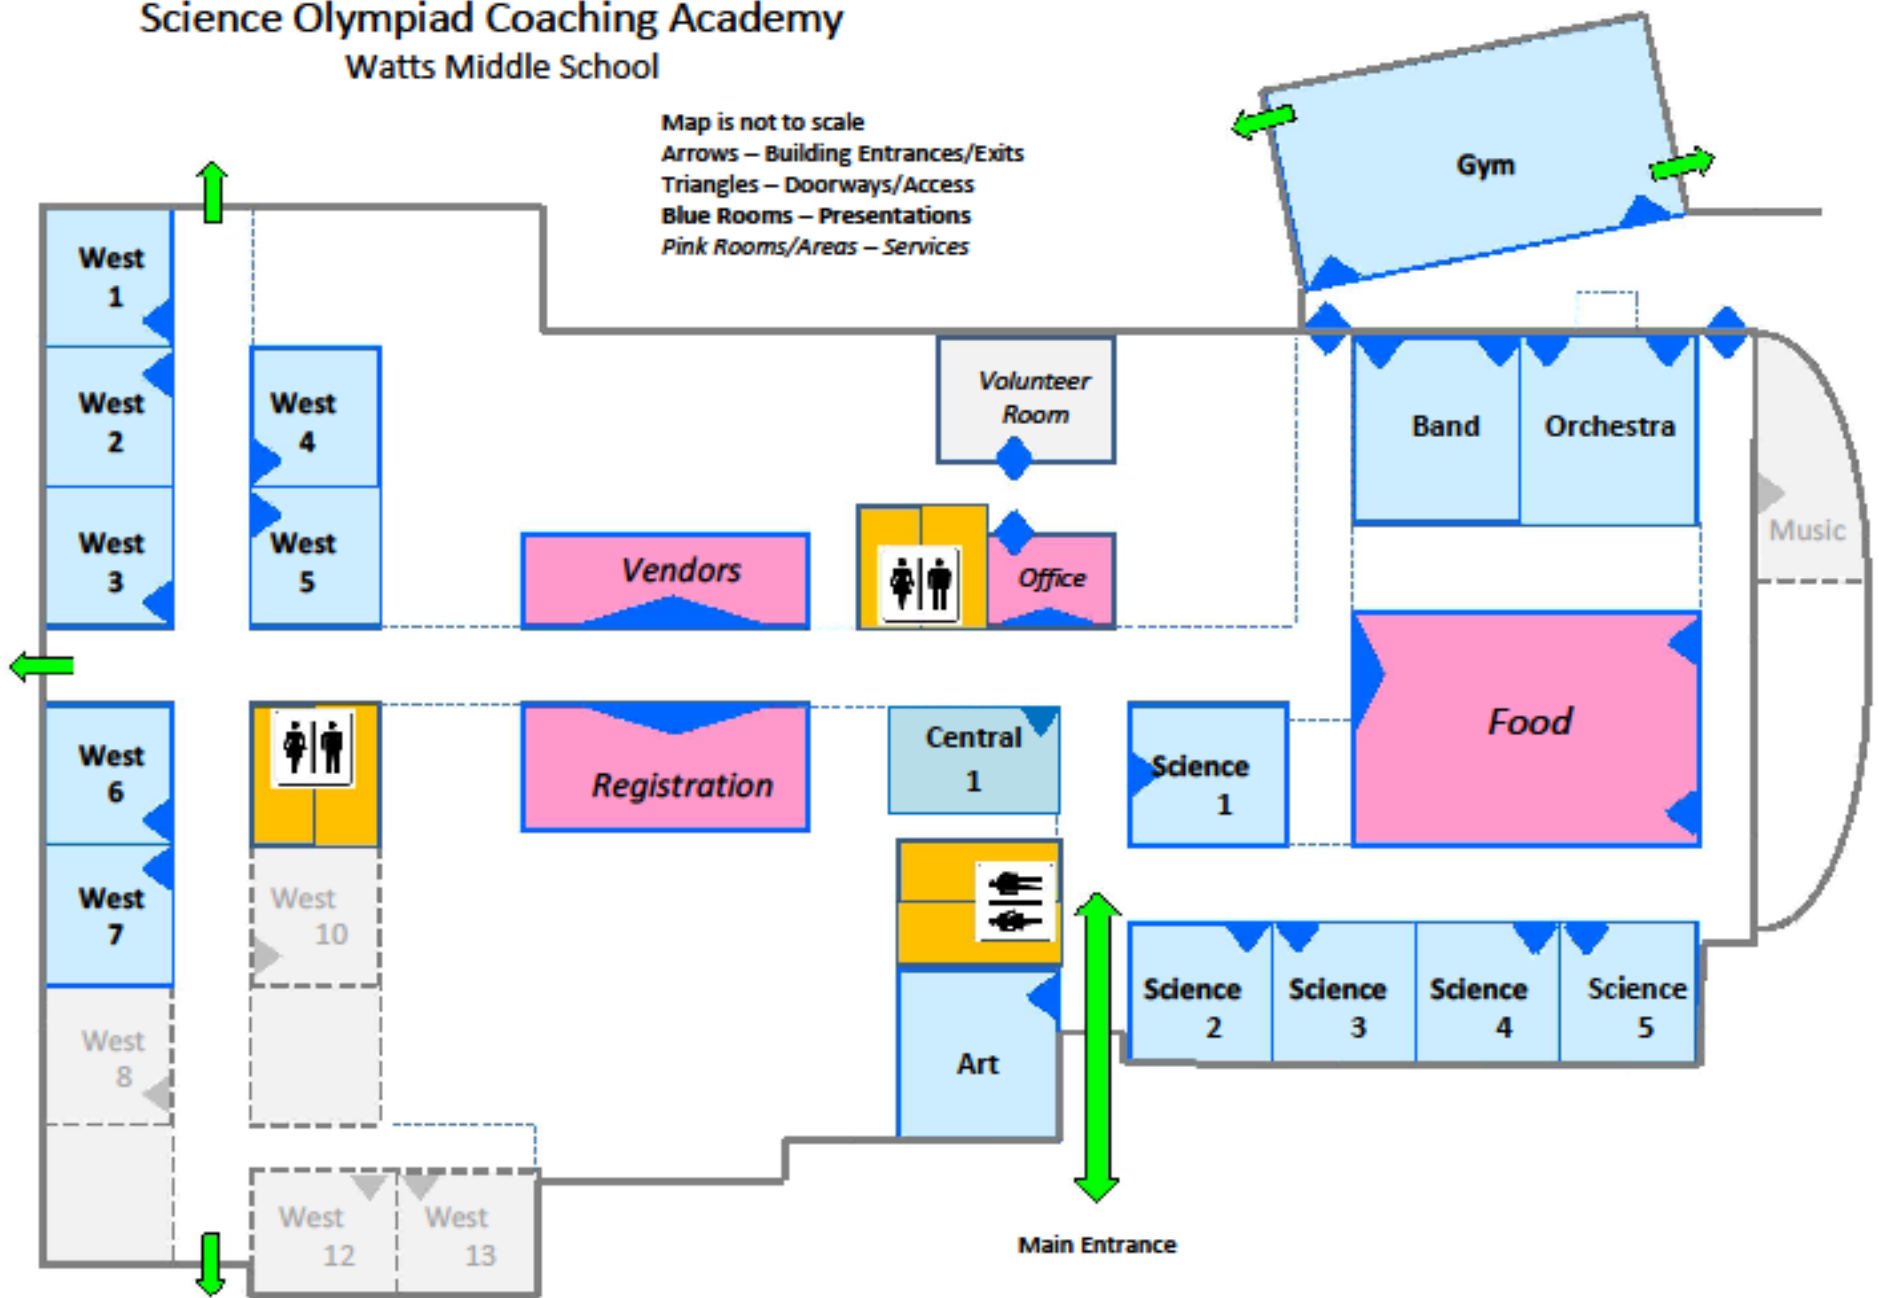 Science Olympiad Coaching Academy
Watts Middle School
Map is not to scale
Arrows – Building Entrances/Exits
Triangles – Doorways/Access
Blue Rooms – Presentations
Pink Rooms/Areas – Services
Gym
West
1
West
2
West
3
West
4
West
5
Vendors
Volunteer
Room
Office
Band
Orchestra
Music
West
6
West
7
West
8
West
10
West
12
West
13
Registration
Central
1
Science
1
Food
Art
Science
2
Science
3
Science
4
Science
5
Main Entrance